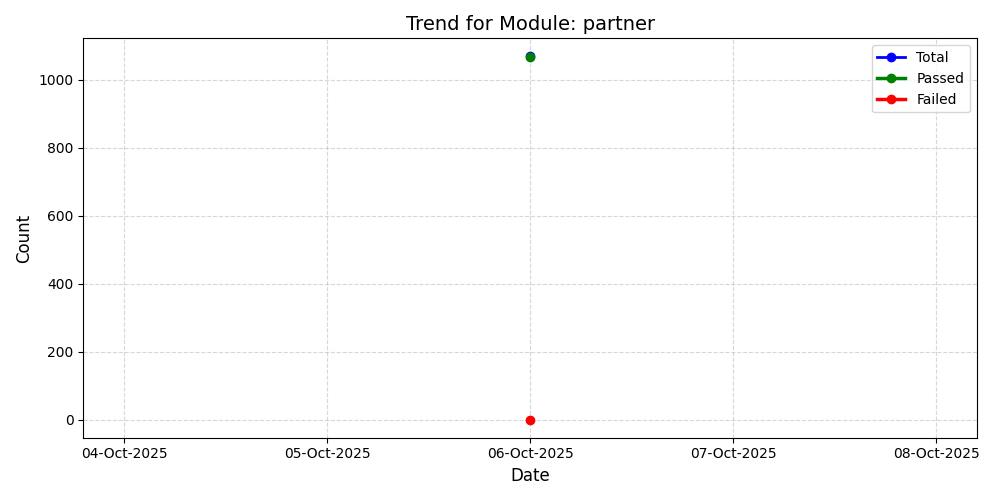 Trend for Module: partner
Total
Passed
Failed
Count
1000
800
600
400
200
0
04-Oct-2025
05-Oct-2025
06-Oct-2025
07-Oct-2025
08-Oct-2025
Date